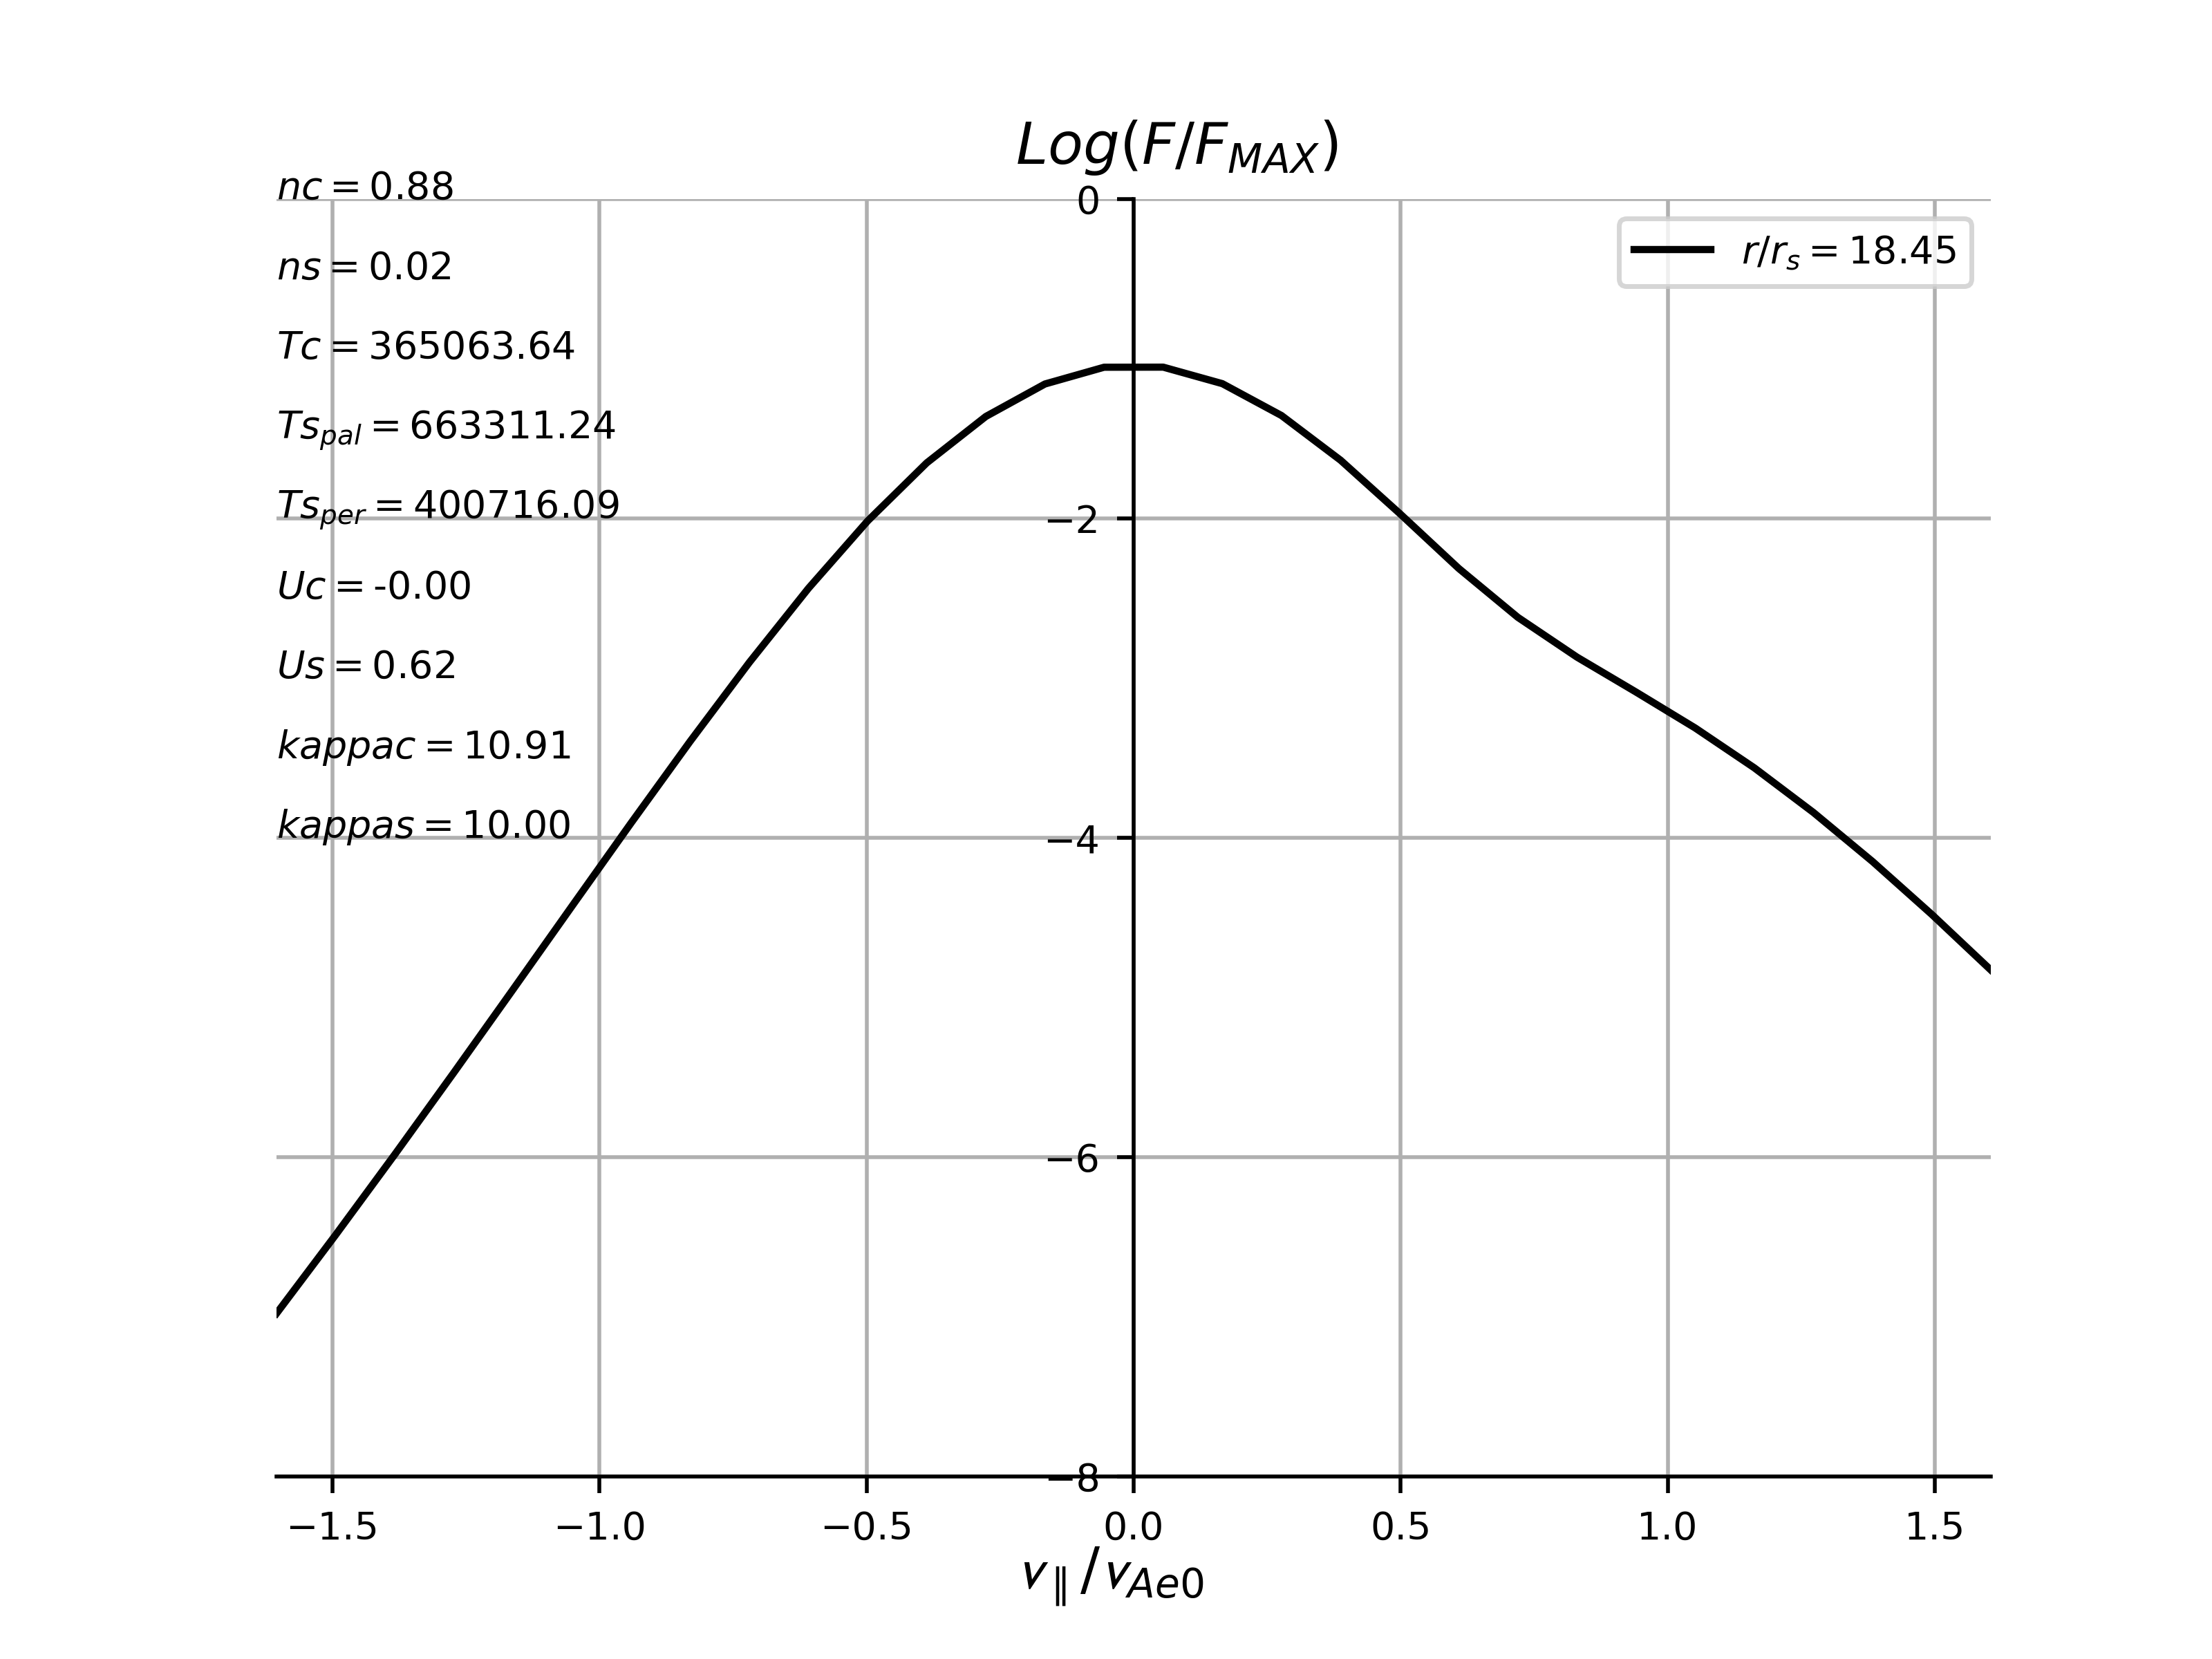 Log(F/F_MAX)
nc = 0.88
ns = 0.02
Tc = 365063.64
Ts_pal = 663311.24
Ts_per = 400716.09
Uc = -0.00
Us = 0.62
kappac = 10.91
kappas = 10.00
r/r_s = 18.45
0
−2
−4
−6
−8
−1.5 −1.0 −0.5 0.0 0.5 1.0 1.5
v_∥/v_Ae0